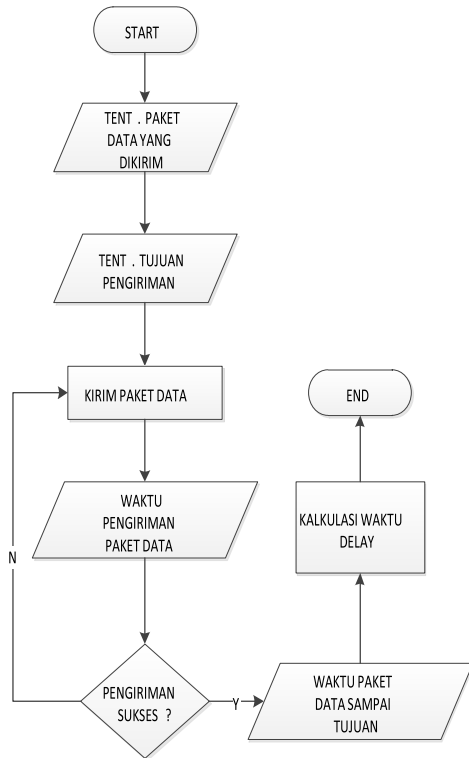 START
TENT . PAKET
DATA YANG
DIKIRIM
TENT . TUJUAN
PENGIRIMAN
KIRIM PAKET DATA
WAKTU
PENGIRIMAN
PAKET DATA
PENGIRIMAN
SUKSES ?
N
Y
WAKTU PAKET
DATA SAMPAI
TUJUAN
KALKULASI WAKTU
DELAY
END